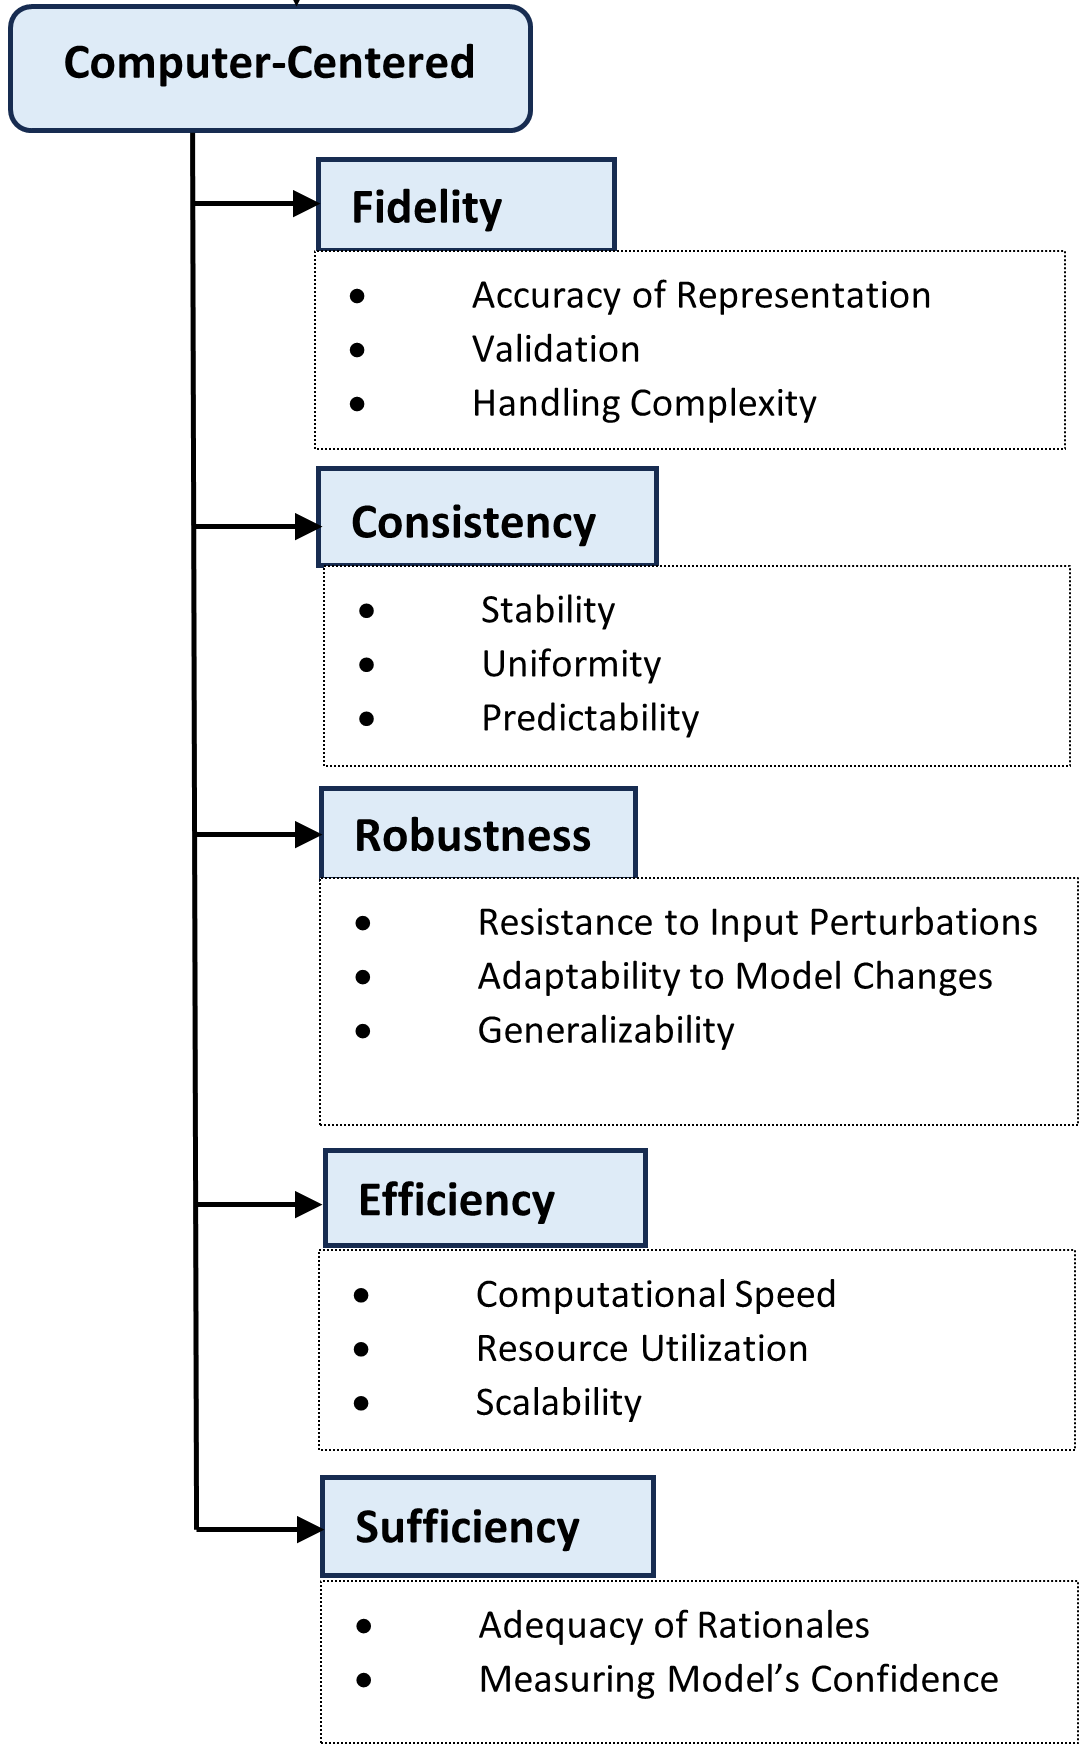 Computer-Centered
Fidelity
• Accuracy of Representation
• Validation
• Handling Complexity
Consistency
• Stability
• Uniformity
• Predictability
Robustness
• Resistance to Input Perturbations
• Adaptability to Model Changes
• Generalizability
Efficiency
• Computational Speed
• Resource Utilization
• Scalability
Sufficiency
• Adequacy of Rationales
• Measuring Model’s Confidence